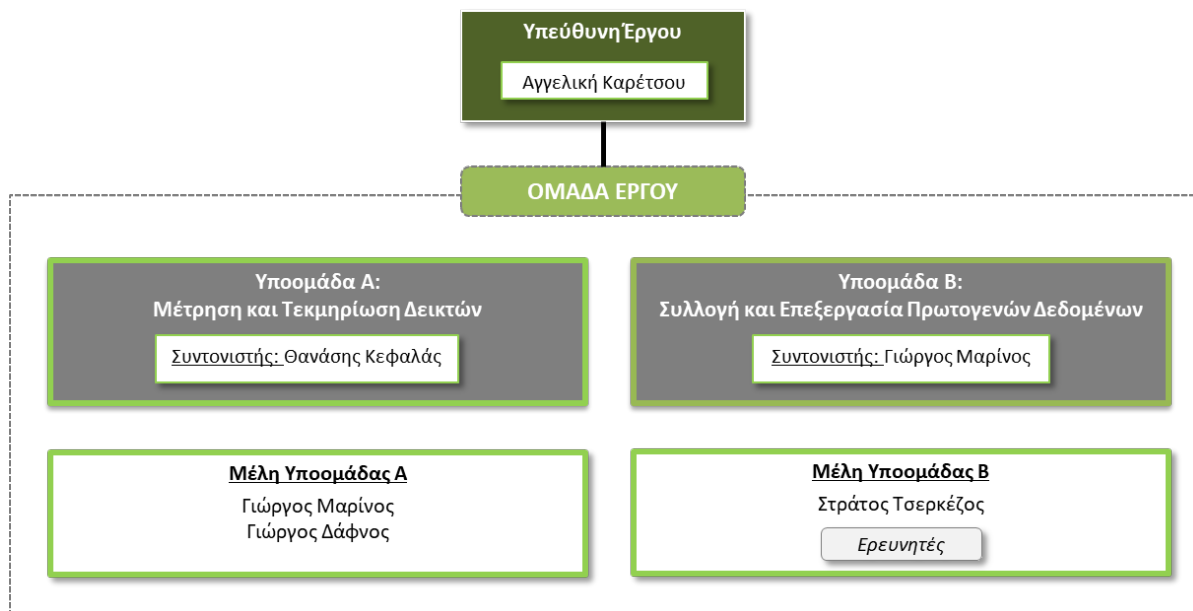 Υπεύθυνη Έργου
Αγγελική Καρέτσου
ΟΜΑΔΑ ΕΡΓΟΥ
Υποομάδα Α:
Μέτρηση και Τεκμηρίωση Δεικτών
Συντονιστής: Θανάσης Κεφαλάς
Υποομάδα Β:
Συλλογή και Επεξεργασία Πρωτογενών Δεδομένων
Συντονιστής: Γιώργος Μαρίνος
Μέλη Υποομάδας Α
Γιώργος Μαρίνος
Γιώργος Δάφνος
Μέλη Υποομάδας Β
Στράτος Τσερκέζος
Ερευνητές